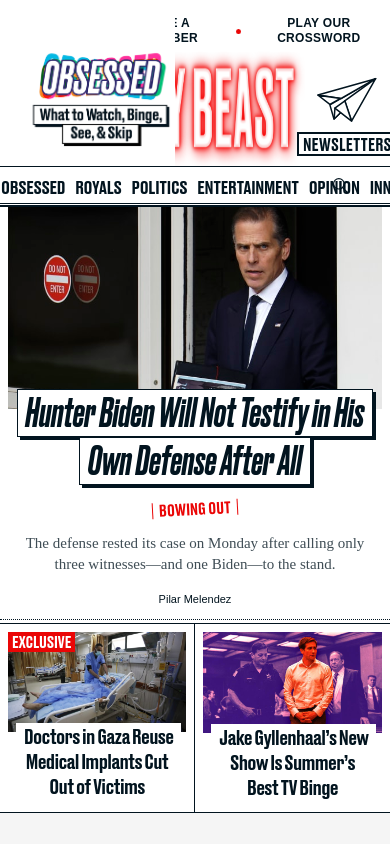 E A
BER
PLAY OUR
CROSSWORD
OBSESSED
What to Watch, Binge,
See, & Skip
Y BEAST
NEWSLETTERS
OBSESSED ROYALS POLITICS ENTERTAINMENT OPINION INN
DO NOT
ENTER
DO NOT
ENTER
Hunter Biden Will Not Testify in His
Own Defense After All
BOWING OUT
The defense rested its case on Monday after calling only
three witnesses—and one Biden—to the stand.
Pilar Melendez
EXCLUSIVE
Doctors in Gaza Reuse
Medical Implants Cut
Out of Victims
Jake Gyllenhaal’s New
Show Is Summer’s
Best TV Binge